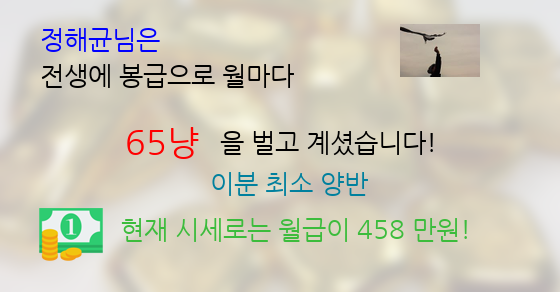 정해균님은
전생에 봉급으로 월마다
65냥 을 벌고 계셨습니다!
이분 최소 양반
1
현재 시세로는 월급이 458 만원!